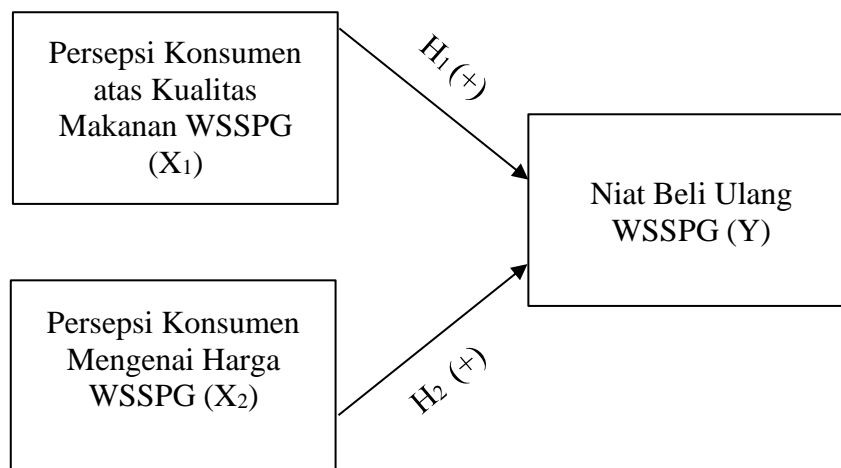 Persepsi Konsumen
atas Kualitas
Makanan WSSPG
(X₁)
H₁ (+)
Niat Beli Ulang
WSSPG (Y)
Persepsi Konsumen
Mengenai Harga
WSSPG (X₂)
H₂ (+)